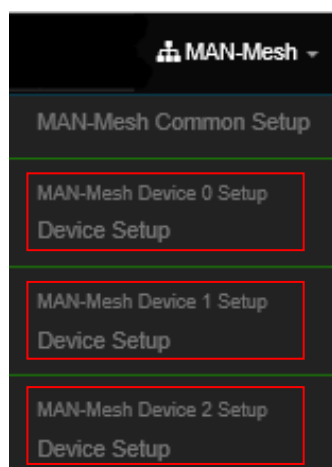 MAN-Mesh
MAN-Mesh Common Setup
MAN-Mesh Device 0 Setup
Device Setup
MAN-Mesh Device 1 Setup
Device Setup
MAN-Mesh Device 2 Setup
Device Setup